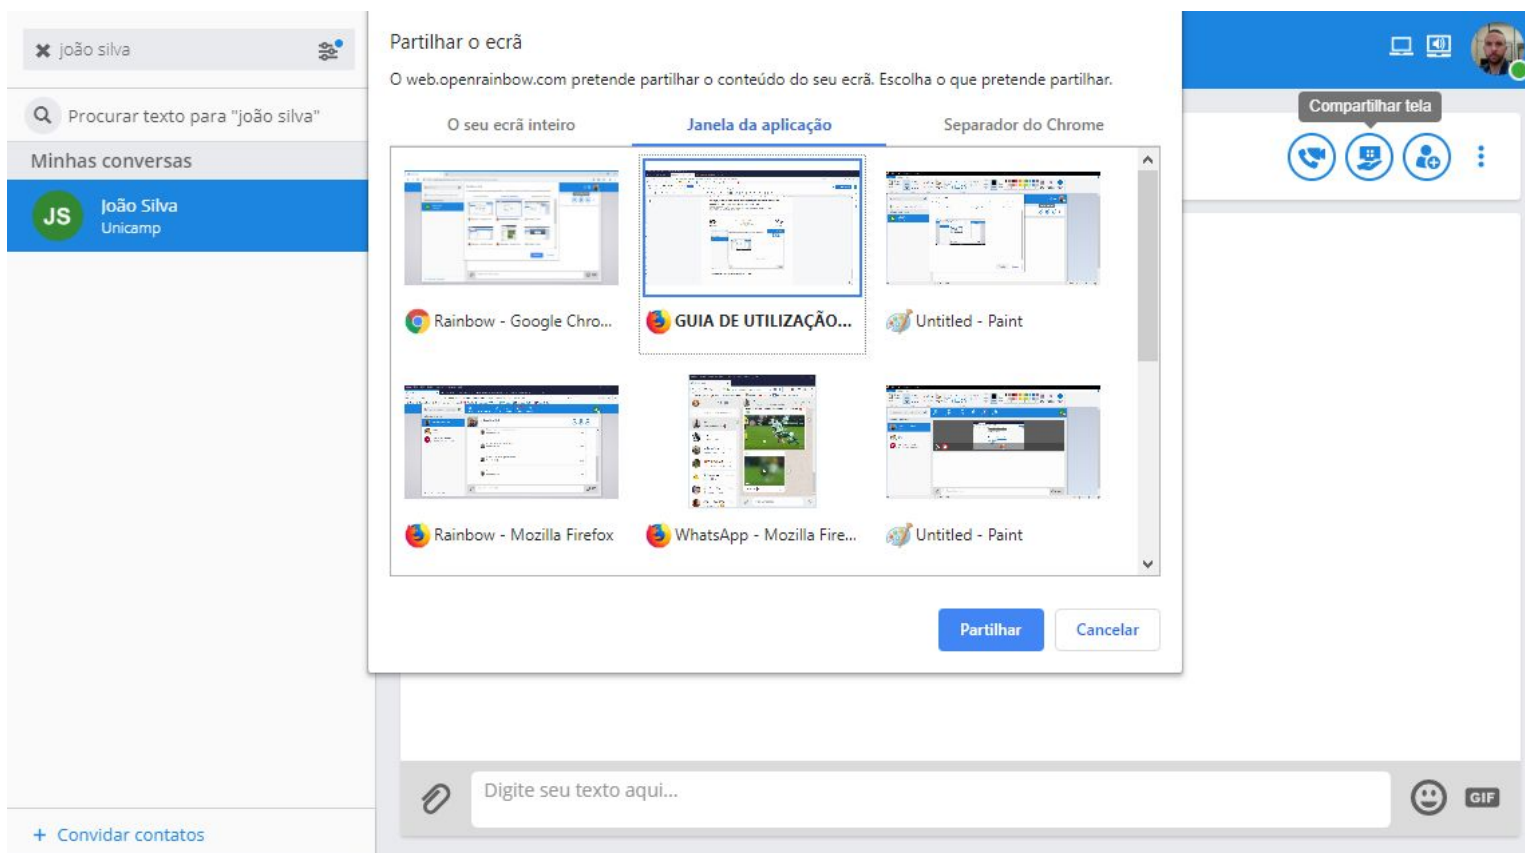 joão silva
Procurar texto para "joão silva"
Minhas conversas
JS
João Silva
Unicamp
+ Convidar contatos
Partilhar o ecrã
O web.openrainbow.com pretende partilhar o conteúdo do seu ecrã. Escolha o que pretende partilhar.
O seu ecrã inteiro
Janela da aplicação
Separador do Chrome
Rainbow - Google Chro...
GUIA DE UTILIZAÇÃO...
Untitled - Paint
Rainbow - Mozilla Firefox
WhatsApp - Mozilla Fire...
Untitled - Paint
Partilhar
Cancelar
Compartilhar tela
Digite seu texto aqui...
GIF